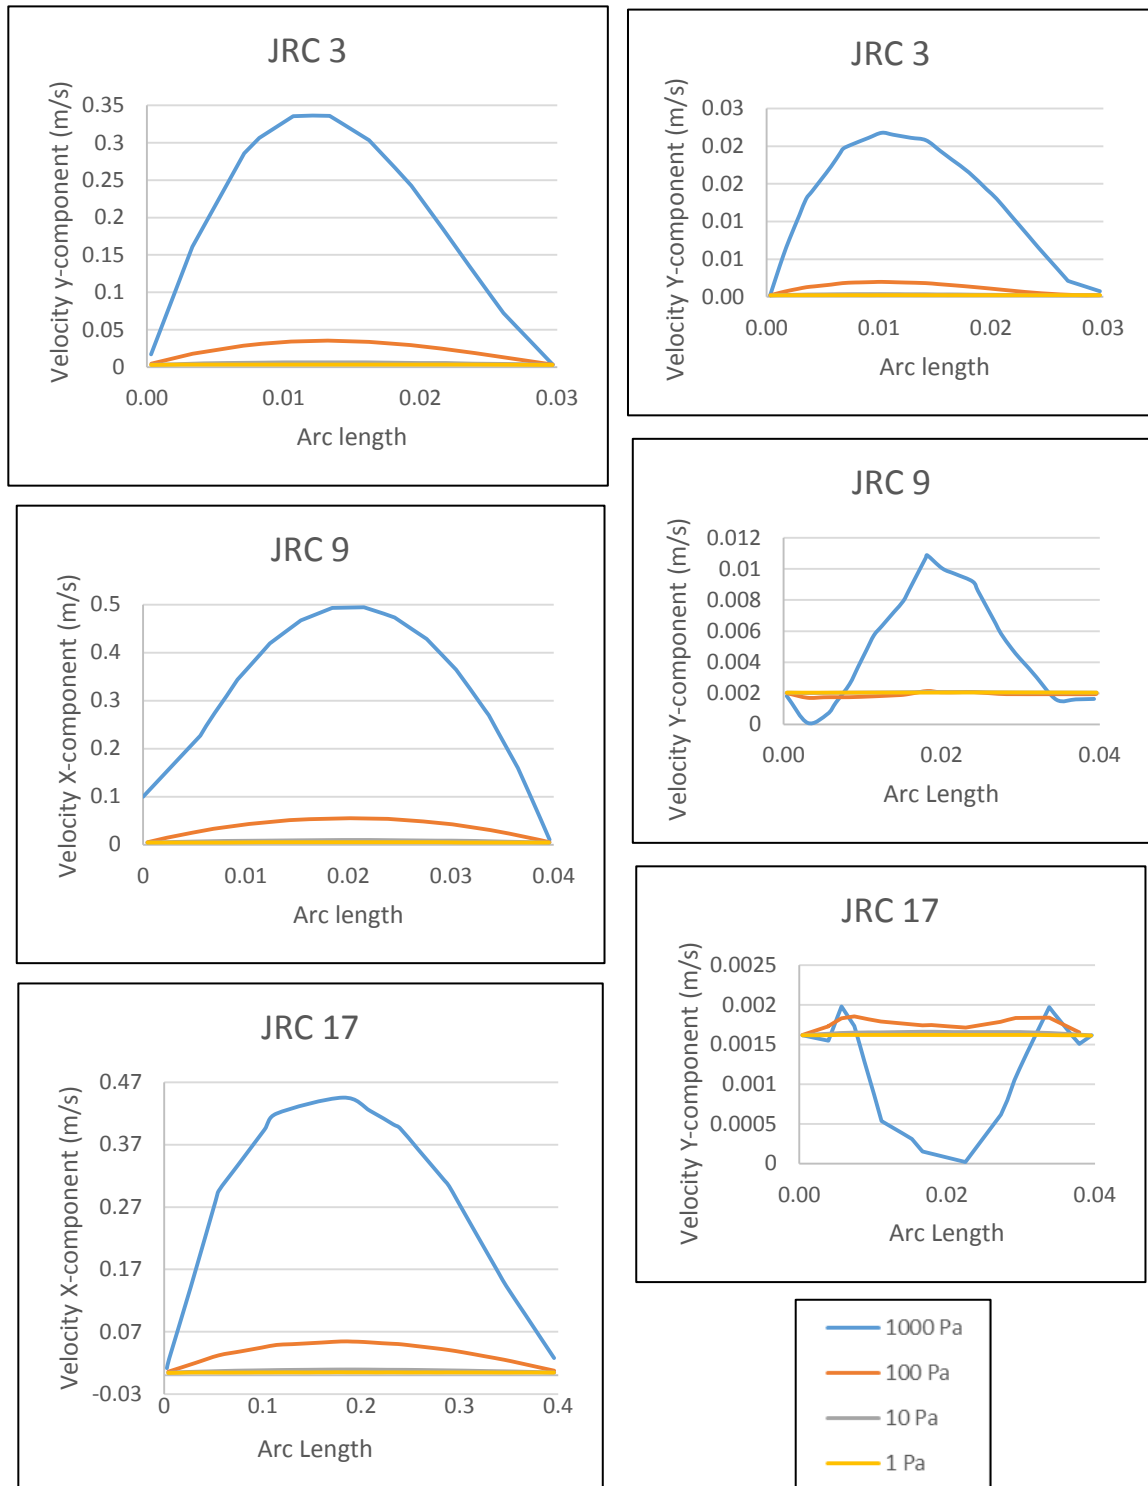 JRC 3
Velocity y-component (m/s)
0.35
0.3
0.25
0.2
0.15
0.1
0.05
0
0.00 0.01 0.02 0.03
Arc length
JRC 3
Velocity Y-component (m/s)
0.03
0.02
0.02
0.01
0.01
0.00
0.00 0.01 0.02 0.03
Arc length
JRC 9
Velocity X-component (m/s)
0.5
0.4
0.3
0.2
0.1
0
0 0.01 0.02 0.03 0.04
Arc length
JRC 9
Velocity Y-component (m/s)
0.012
0.01
0.008
0.006
0.004
0.002
0
0.00 0.02 0.04
Arc Length
JRC 17
Velocity X-component (m/s)
0.47
0.37
0.27
0.17
0.07
-0.03
0 0.1 0.2 0.3 0.4
Arc Length
JRC 17
Velocity Y-component (m/s)
0.0025
0.002
0.0015
0.001
0.0005
0
0.00 0.02 0.04
Arc Length
1000 Pa
100 Pa
10 Pa
1 Pa